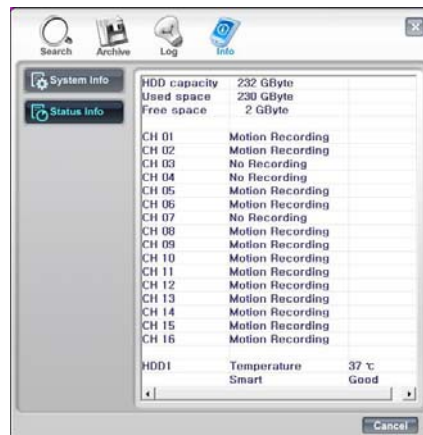 Search Archive Log Info
System Info
Status Info
HDD capacity 232 GByte
Used space 230 GByte
Free space 2 GByte
CH 01 Motion Recording
CH 02 Motion Recording
CH 03 No Recording
CH 04 No Recording
CH 05 Motion Recording
CH 06 Motion Recording
CH 07 No Recording
CH 08 Motion Recording
CH 09 Motion Recording
CH 10 Motion Recording
CH 11 Motion Recording
CH 12 Motion Recording
CH 13 Motion Recording
CH 14 Motion Recording
CH 15 Motion Recording
CH 16 Motion Recording
HDD1 Temperature 37 ℃
Smart Good
Cancel